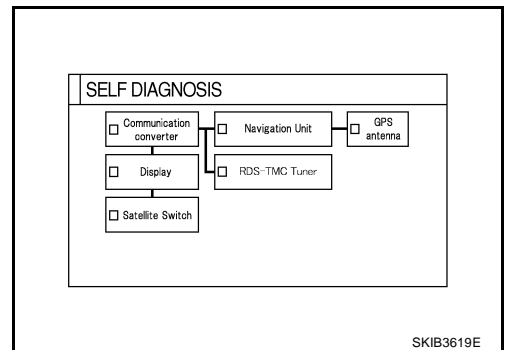 SELF DIAGNOSIS
Communication
converter
Navigation Unit
GPS
antenna
Display
RDS-TMC Tuner
Satellite Switch
SKIB3619E